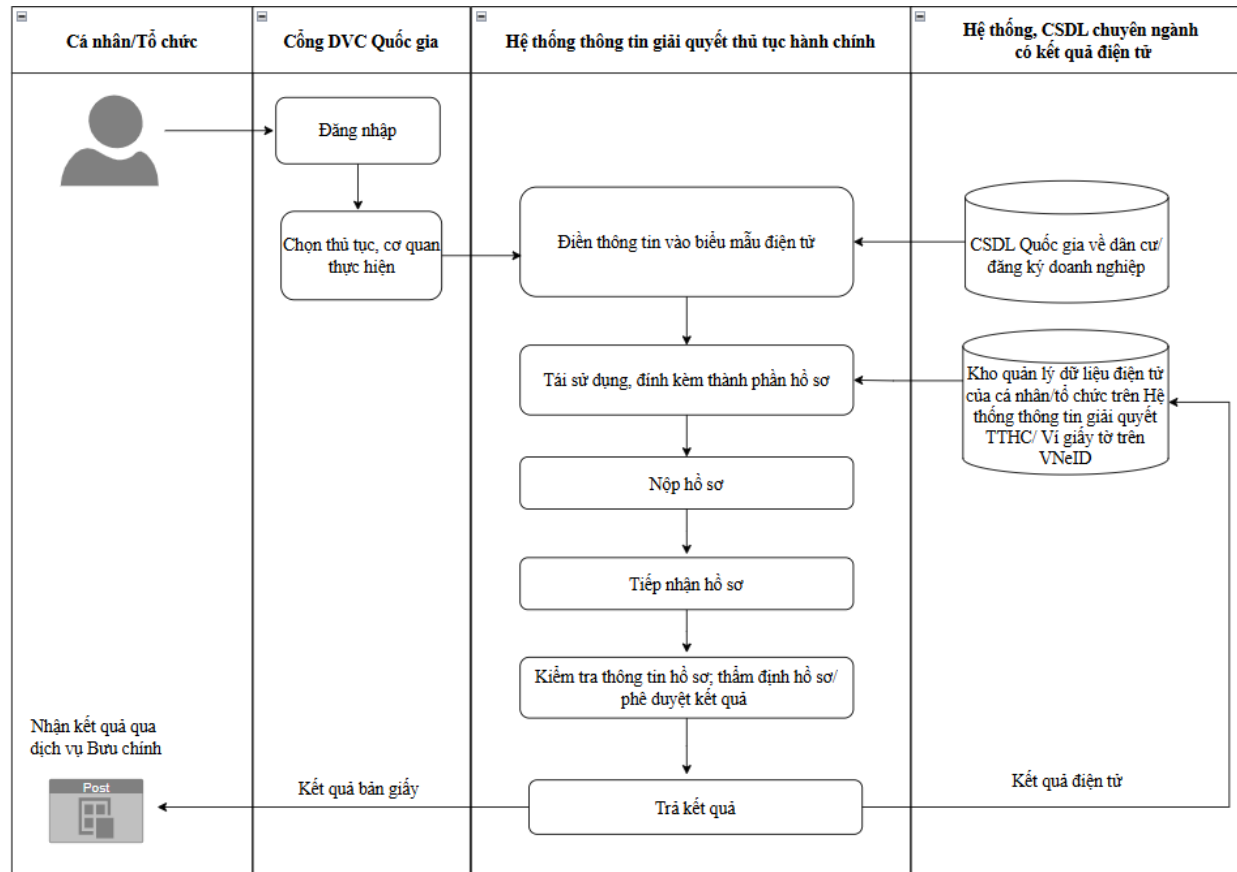 Cá nhân/Tổ chức
Cổng DVC Quốc gia
Hệ thống thông tin giải quyết thủ tục hành chính
Hệ thống, CSDL chuyên ngành
có kết quả điện tử
Đăng nhập
Chọn thủ tục, cơ quan
thực hiện
Điền thông tin vào biểu mẫu điện tử
CSDL Quốc gia về dân cư/
đăng ký doanh nghiệp
Tái sử dụng, đính kèm thành phần hồ sơ
Kho quản lý dữ liệu điện tử
của cá nhân/tổ chức trên Hệ
thống thông tin giải quyết
TTHC/ Ví giấy tờ trên
VNeID
Nộp hồ sơ
Tiếp nhận hồ sơ
Kiểm tra thông tin hồ sơ; thẩm định hồ sơ/
phê duyệt kết quả
Nhận kết quả qua
dịch vụ Bưu chính
Post
Kết quả bản giấy
Trả kết quả
Kết quả điện tử